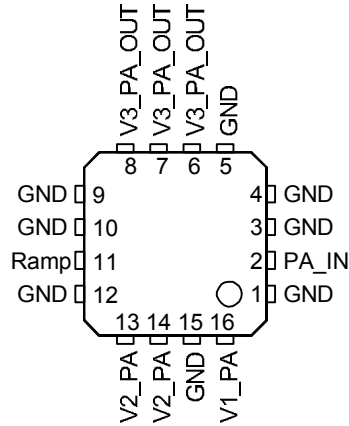 V3_PA_OUT
V3_PA_OUT
V3_PA_OUT
GND
8 7 6 5
GND 9 4 GND
GND 10 3 GND
Ramp 11 2 PA_IN
GND 12 1 GND
13 14 15 16
V2_PA
V2_PA
GND
V1_PA